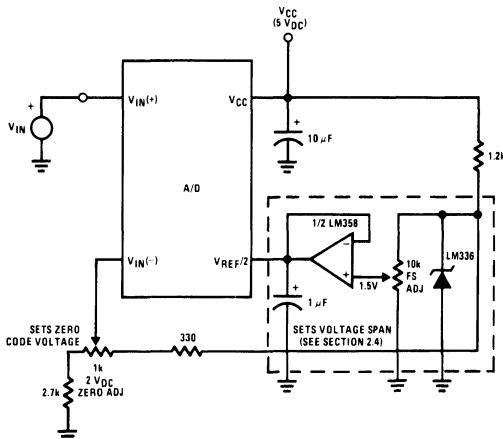 VCC
(5 VDC)
VIN(+)
VCC
+
VIN
+
10 µF
1.2k
A/D
1/2 LM358
VIN(−)
VREF/2
−
+
1.5V
10k
FS
ADJ
LM336
+
1 µF
SETS ZERO
CODE VOLTAGE
330
SETS VOLTAGE SPAN
(SEE SECTION 2.4)
1k
2 VDC
ZERO ADJ
2.7k